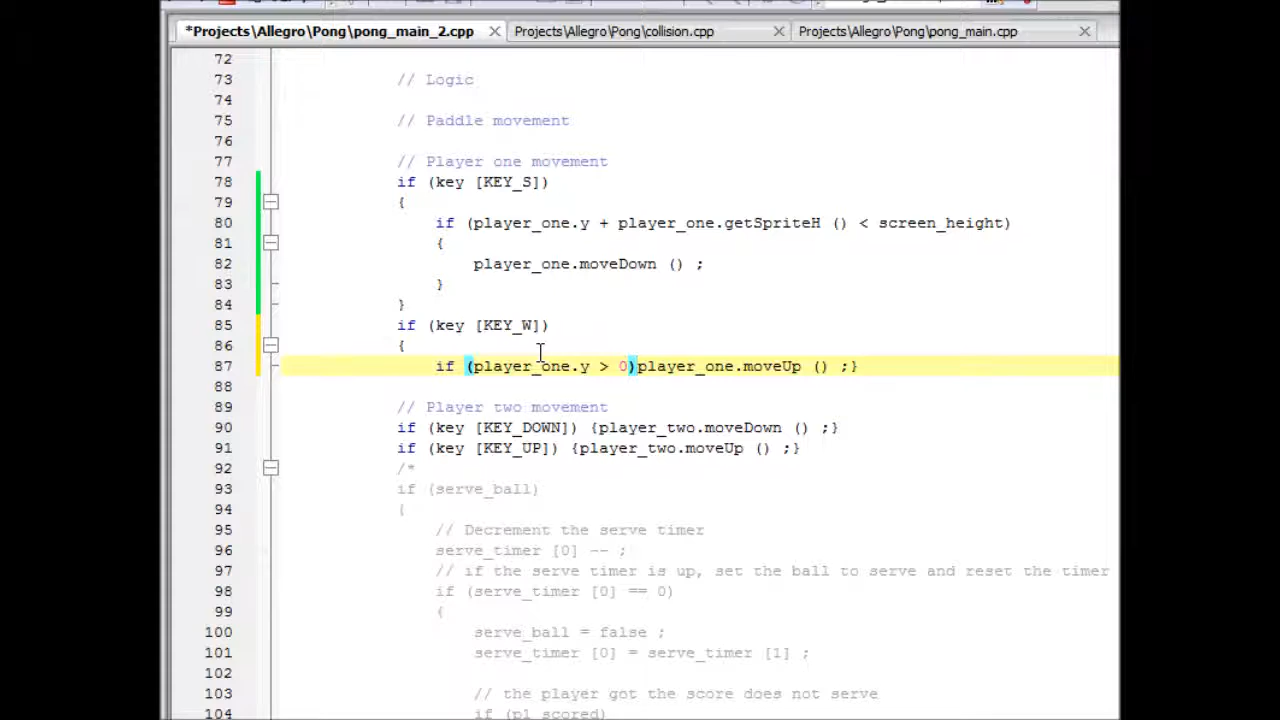 *Projects\Allegro\Pong\pong_main_2.cpp Projects\Allegro\Pong\collision.cpp Projects\Allegro\Pong\pong_main.cpp
72
73 // Logic
74
75 // Paddle movement
76
77 // Player one movement
78 if (key [KEY_S])
79 {
80 if (player_one.y + player_one.getSpriteH () < screen_height)
81 {
82 player_one.moveDown () ;
83 }
84 }
85 if (key [KEY_W])
86 {
87 if (player_one.y > 0)player_one.moveUp () ;}
88
89 // Player two movement
90 if (key [KEY_DOWN]) {player_two.moveDown () ;}
91 if (key [KEY_UP]) {player_two.moveUp () ;}
92 /*
93 if (serve_ball)
94 {
95 // Decrement the serve timer
96 serve_timer [0] -- ;
97 // if the serve timer is up, set the ball to serve and reset the timer
98 if (serve_timer [0] == 0)
99 {
100 serve_ball = false ;
101 serve_timer [0] = serve_timer [1] ;
102
103 // the player got the score does not serve
104 if (p1_scored)